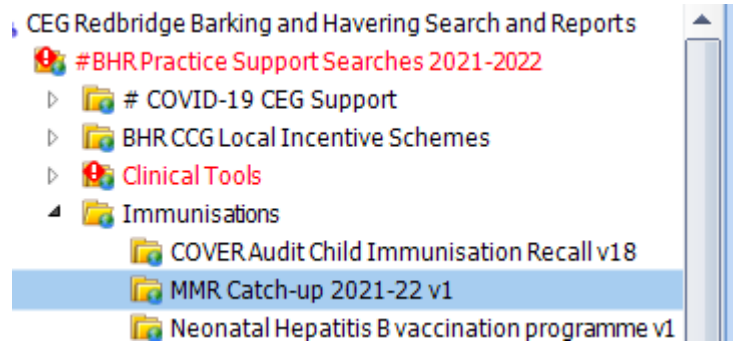 CEG Redbridge Barking and Havering Search and Reports
#BHR Practice Support Searches 2021-2022
# COVID-19 CEG Support
BHR CCG Local Incentive Schemes
Clinical Tools
Immunisations
COVER Audit Child Immunisation Recall v18
MMR Catch-up 2021-22 v1
Neonatal Hepatitis B vaccination programme v1